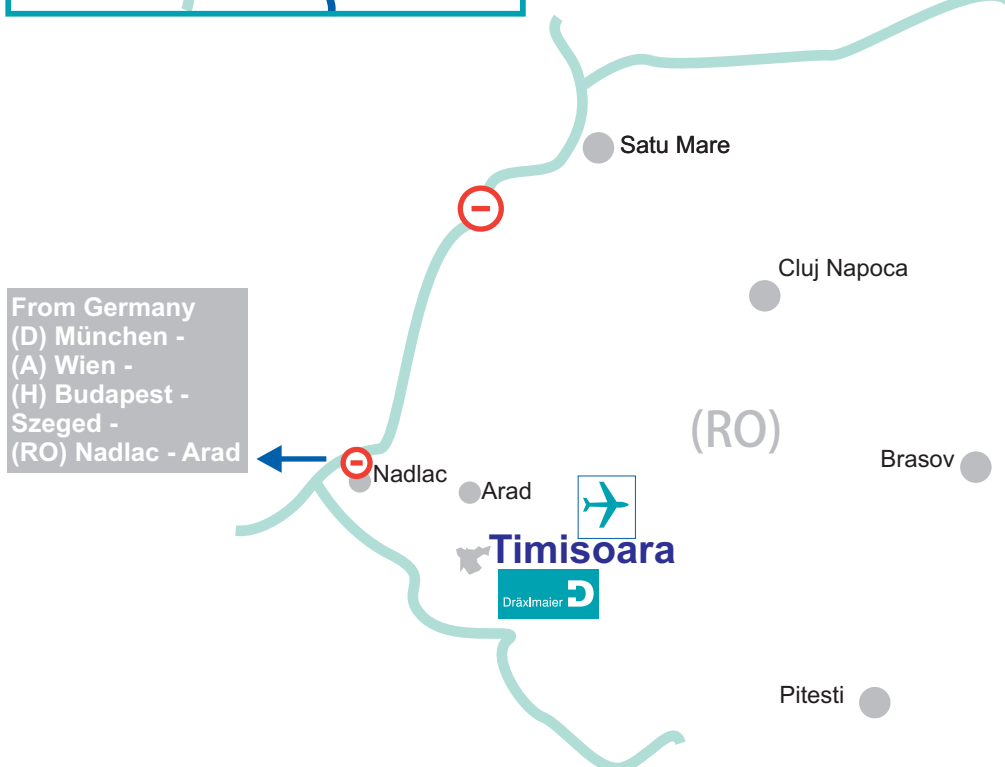 Satu Mare
Cluj Napoca
From Germany
(D) München -
(A) Wien -
(H) Budapest -
Szeged -
(RO) Nadlac - Arad
(RO)
Brasov
Nadlac
Arad
Timisoara
Dräxlmaier D
Pitesti